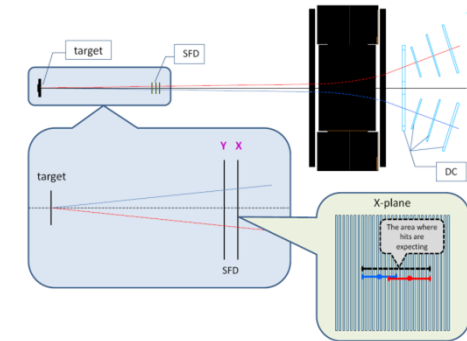 target
SFD
DC
Y X
target
SFD
X-plane
The area where
hits are
expecting